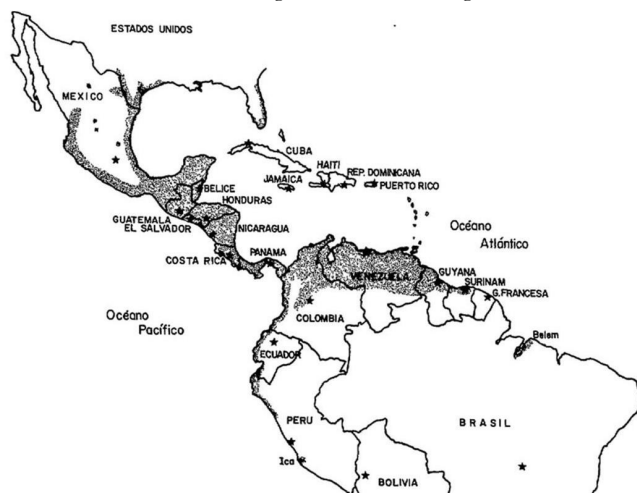 ESTADOS UNIDOS
MEXICO
CUBA
HAITI
REP. DOMINICANA
JAMAICA
PUERTO RICO
BELICE
HONDURAS
GUATEMALA
EL SALVADOR
NICARAGUA
Océano
Atlántico
COSTA RICA
PANAMA
VENEZUELA
GUYANA
SURINAM
G.FRANCESA
Océano
Pacífico
COLOMBIA
Belem
ECUADOR
PERU
BRASIL
Ica
BOLIVIA